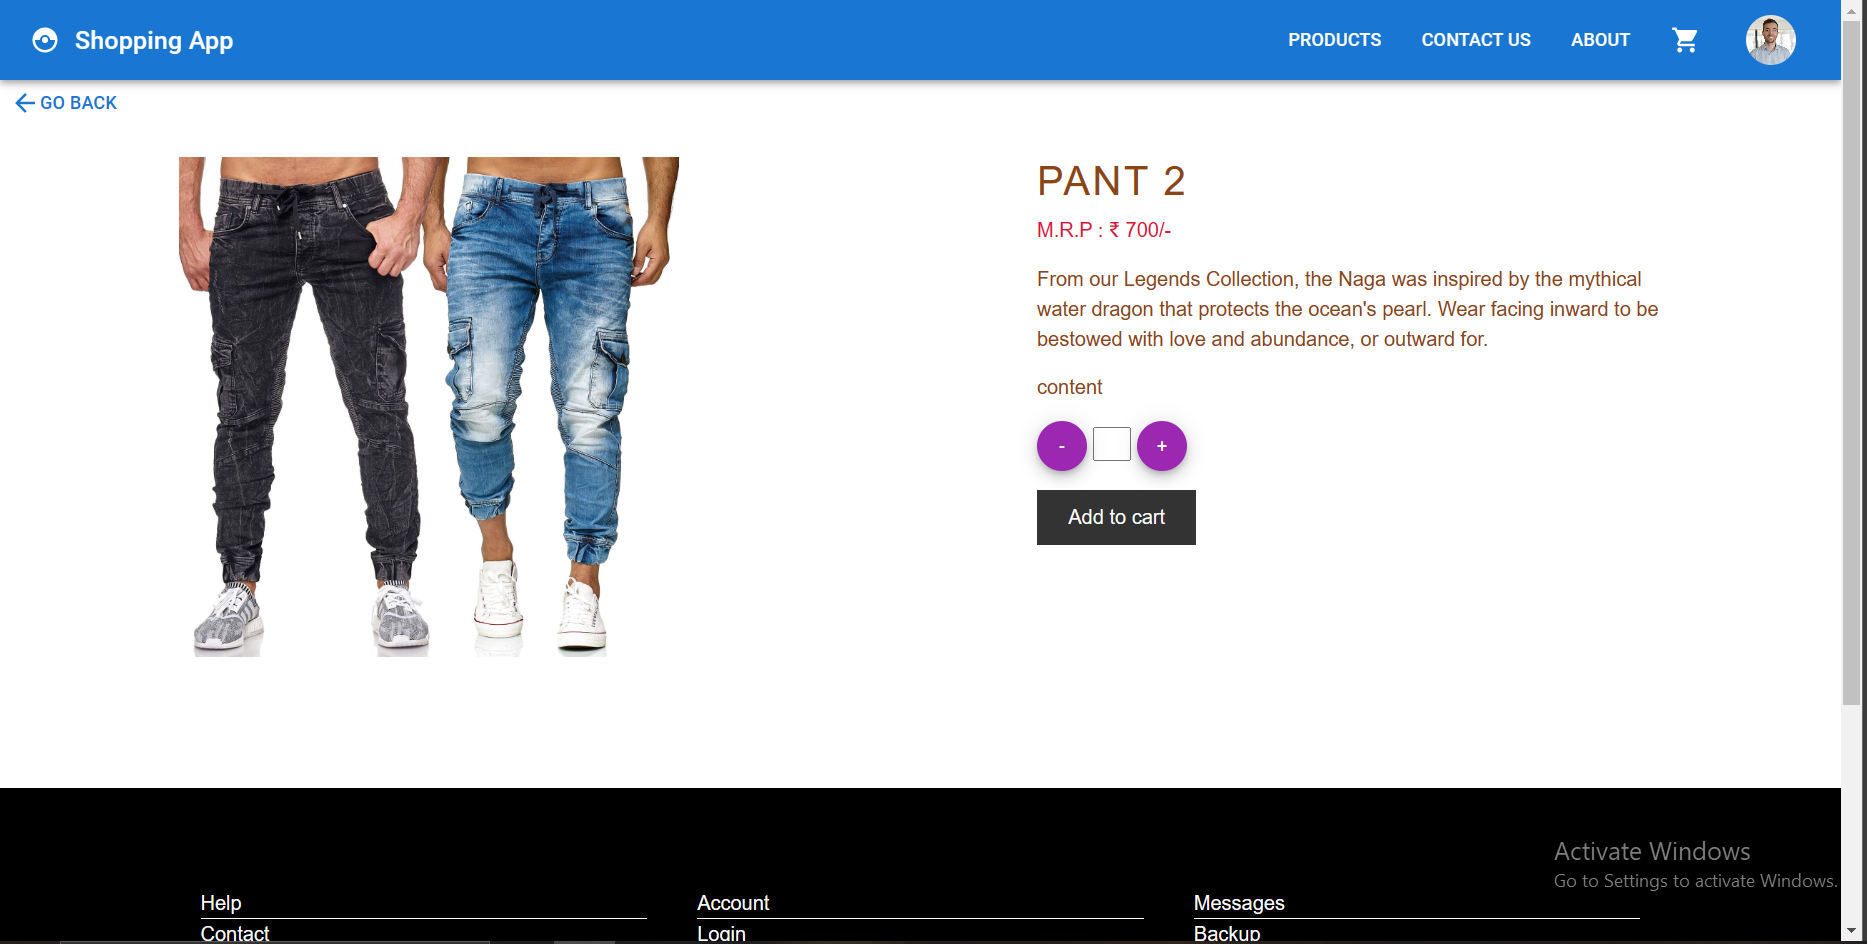 Shopping App
PRODUCTS
CONTACT US
ABOUT
GO BACK
PANT 2
M.R.P : ₹ 700/-
From our Legends Collection, the Naga was inspired by the mythical
water dragon that protects the ocean's pearl. Wear facing inward to be
bestowed with love and abundance, or outward for.
content
- +
Add to cart
Activate Windows
Go to Settings to activate Windows.
Help
Account
Messages
Contact
Login
Backup